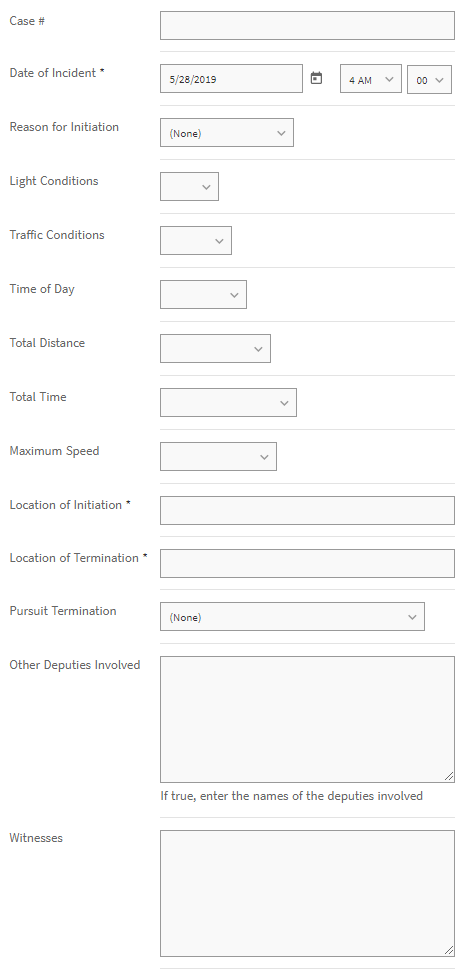 Case #
Date of Incident * 5/28/2019 4 AM 00
Reason for Initiation (None)
Light Conditions
Traffic Conditions
Time of Day
Total Distance
Total Time
Maximum Speed
Location of Initiation *
Location of Termination *
Pursuit Termination (None)
Other Deputies Involved
If true, enter the names of the deputies involved
Witnesses